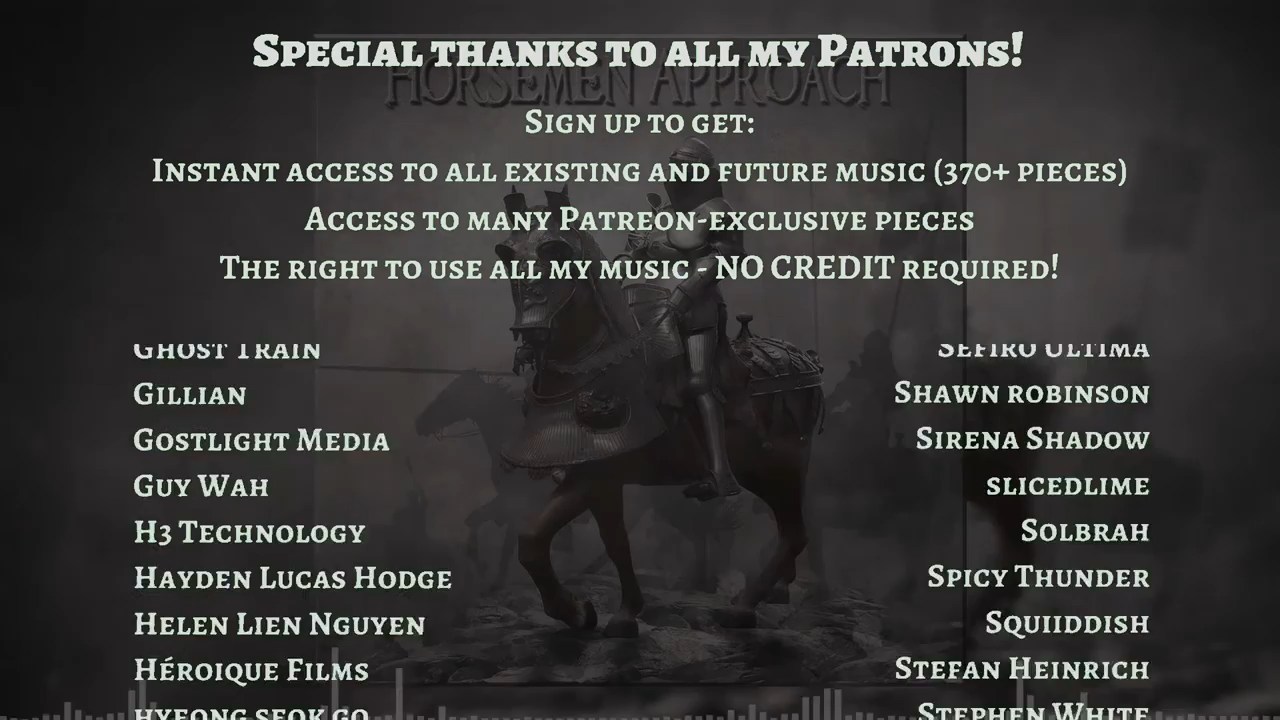 Special thanks to all my Patrons!
HORSEMEN APPROACH
Sign up to get:
Instant access to all existing and future music (370+ pieces)
Access to many Patreon-exclusive pieces
The right to use all my music - NO CREDIT required!
Ghost Train
Sefiro Ultima
Gillian
Shawn robinson
Gostlight Media
Sirena Shadow
Guy Wah
slicedlime
H3 Technology
Solbrah
Hayden Lucas Hodge
Spicy Thunder
Helen Lien Nguyen
Squiiddish
Héroique Films
Stefan Heinrich
hyeong seok go
Stephen White